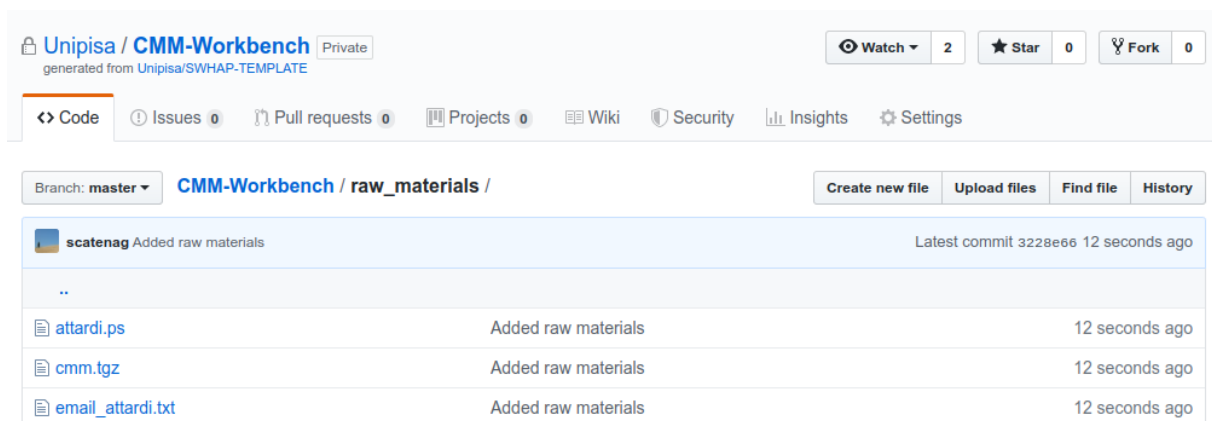 Unipisa / CMM-Workbench Private
generated from Unipisa/SWHAP-TEMPLATE
Watch 2 Star 0 Fork 0
Code Issues 0 Pull requests 0 Projects 0 Wiki Security Insights Settings
Branch: master CMM-Workbench / raw_materials /
Create new file Upload files Find file History
scatenag Added raw materials Latest commit 3228e66 12 seconds ago
..
attardi.ps Added raw materials 12 seconds ago
cmm.tgz Added raw materials 12 seconds ago
email_attardi.txt Added raw materials 12 seconds ago